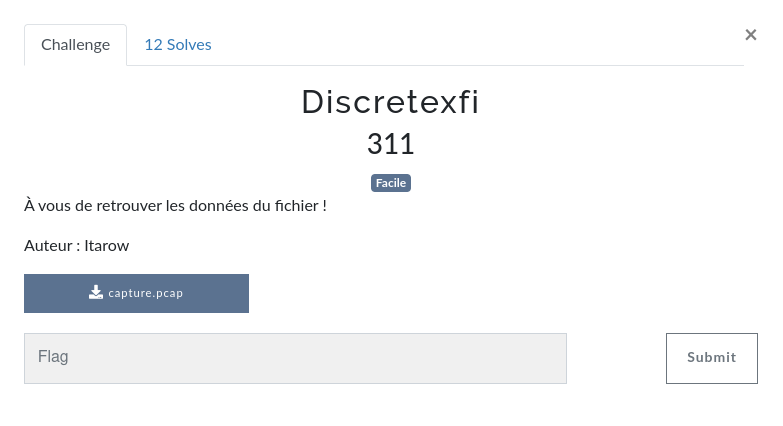 Challenge
12 Solves
×
Discretexfi
311
Facile
À vous de retrouver les données du fichier !
Auteur : Itarow
capture.pcap
Flag
Submit